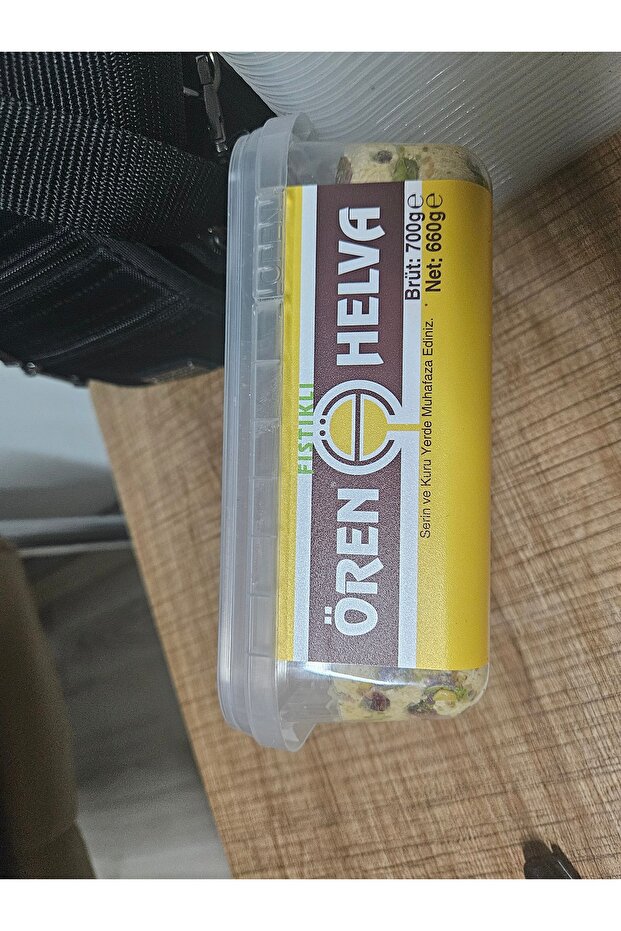 FISTIKLI
ÖREN HELVA
Brüt: 700g℮
Net: 660g℮
Serin ve Kuru Yerde Muhafaza Ediniz.